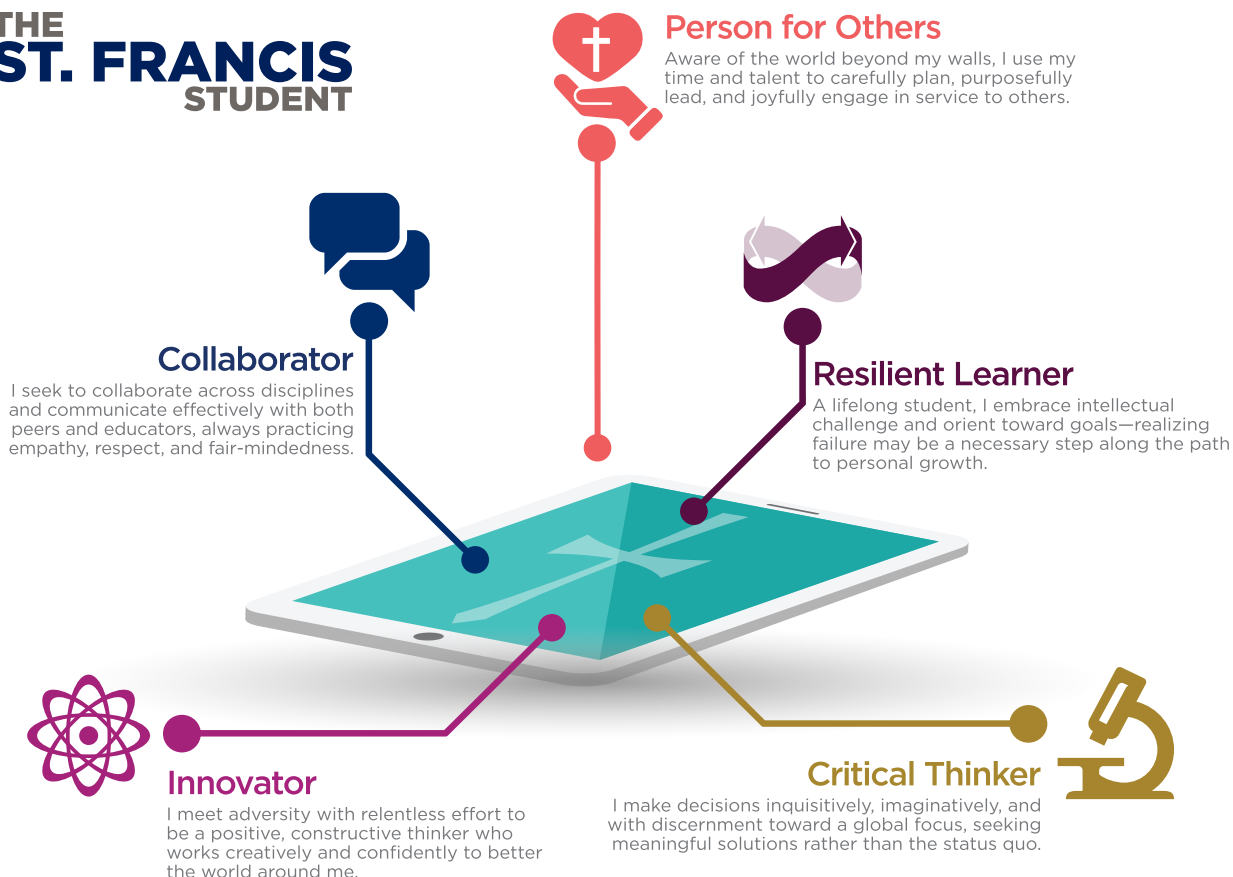 THE
ST. FRANCIS
STUDENT
Person for Others
Aware of the world beyond my walls, I use my
time and talent to carefully plan, purposefully
lead, and joyfully engage in service to others.
Collaborator
I seek to collaborate across disciplines
and communicate effectively with both
peers and educators, always practicing
empathy, respect, and fair-mindedness.
Resilient Learner
A lifelong student, I embrace intellectual
challenge and orient toward goals—realizing
failure may be a necessary step along the path
to personal growth.
Innovator
I meet adversity with relentless effort to
be a positive, constructive thinker who
works creatively and confidently to better
the world around me.
Critical Thinker
I make decisions inquisitively, imaginatively, and
with discernment toward a global focus, seeking
meaningful solutions rather than the status quo.